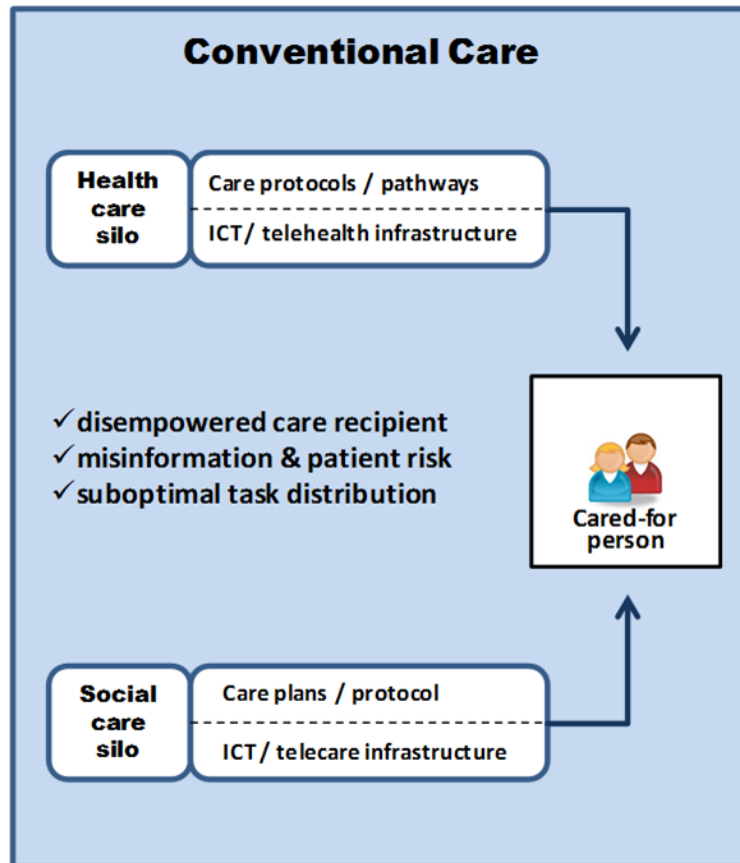 Conventional Care
Health
care
silo
Care protocols / pathways
ICT/ telehealth infrastructure
✓disempowered care recipient
✓misinformation & patient risk
✓suboptimal task distribution
Cared-for
person
Social
care
silo
Care plans / protocol
ICT/ telecare infrastructure